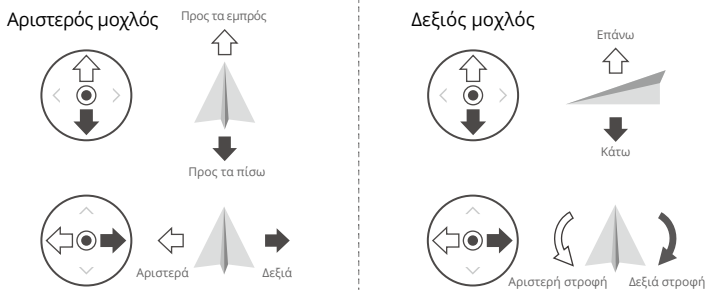 Αριστερός μοχλός
Προς τα εμπρός
Προς τα πίσω
Αριστερά
Δεξιά
Δεξιός μοχλός
Επάνω
Κάτω
Αριστερή στροφή
Δεξιά στροφή